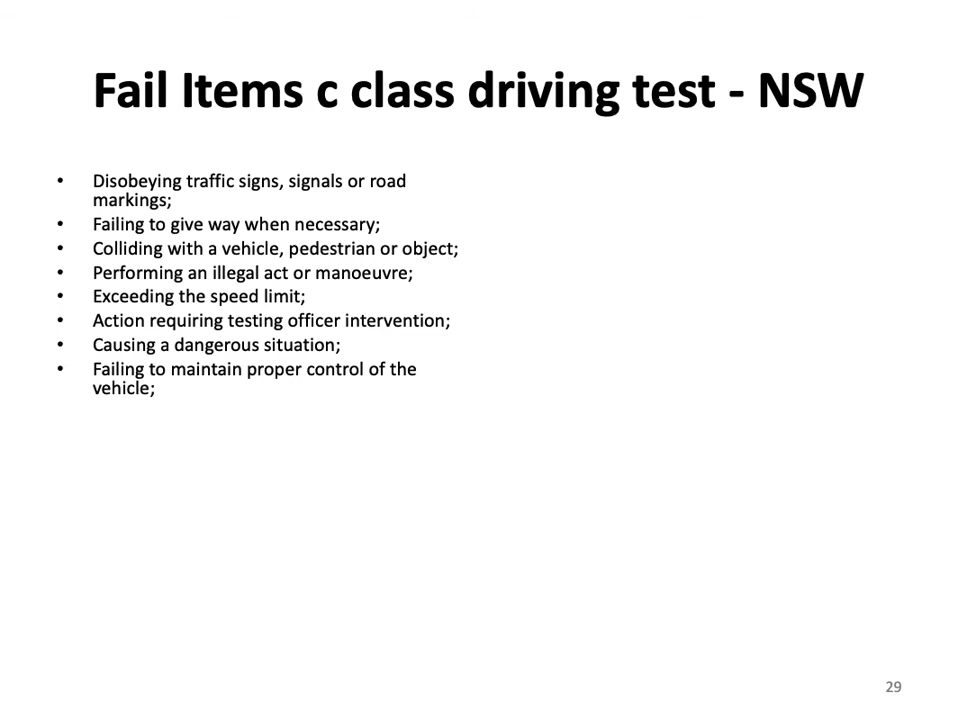 Fail Items c class driving test - NSW
• Disobeying traffic signs, signals or road
markings;
• Failing to give way when necessary;
• Colliding with a vehicle, pedestrian or object;
• Performing an illegal act or manoeuvre;
• Exceeding the speed limit;
• Action requiring testing officer intervention;
• Causing a dangerous situation;
• Failing to maintain proper control of the
vehicle;
29